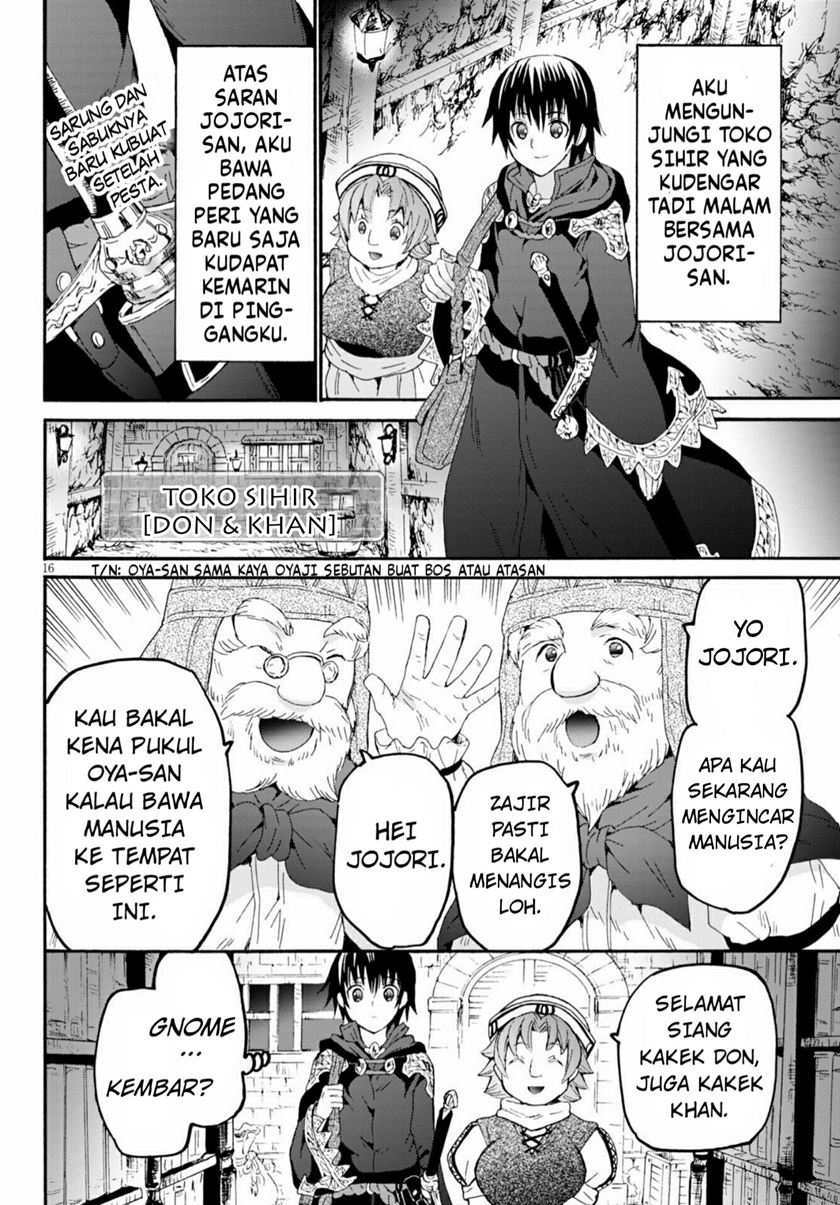 AKU
MENGUN-
JUNGI TOKO
SIHIR YANG
KUDENGAR
TADI MALAM
BERSAMA
JOJORI-
SAN.
ATAS
SARAN
JOJORI-
SAN, AKU
BAWA
PEDANG
PERI YANG
BARU SAJA
KUDAPAT
KEMARIN
DI PING-
GANGKU.
SARUNG DAN
SABUKNYA
BARU KUBUAT
SETELAH
PESTA.
TOKO SIHIR
[DON & KHAN]
16
T/N: OYA-SAN SAMA KAYA OYAJI SEBUTAN BUAT BOS ATAU ATASAN
YO
JOJORI.
APA KAU
SEKARANG
MENGINCAR
MANUSIA?
ZAJIR
PASTI
BAKAL
MENANGIS
LOH.
HEI
JOJORI.
KAU BAKAL
KENA PUKUL
OYA-SAN
KALAU BAWA
MANUSIA
KE TEMPAT
SEPERTI
INI.
SELAMAT
SIANG
KAKEK DON,
JUGA KAKEK
KHAN.
GNOME
...
KEMBAR?